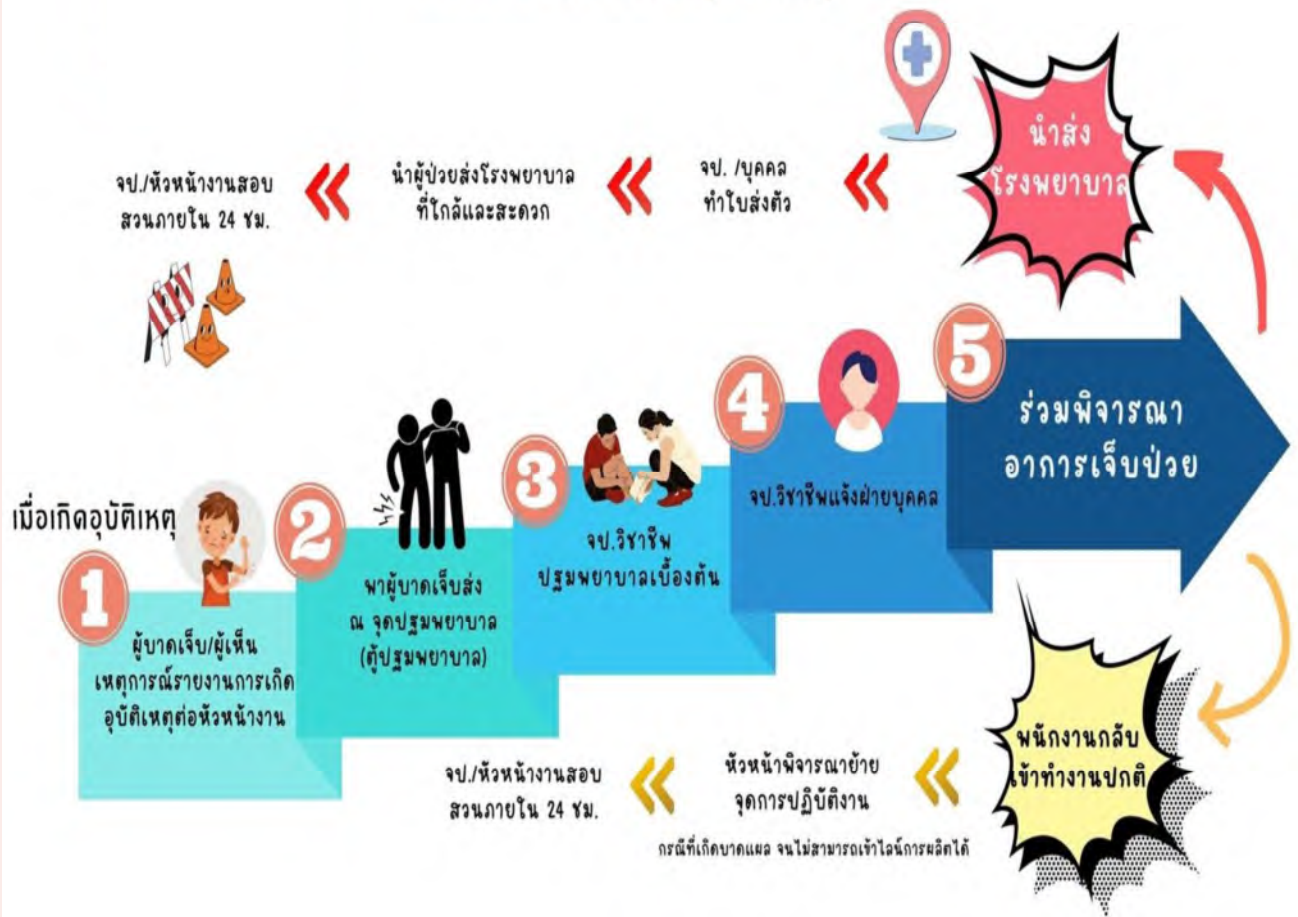 เมื่อเกิดอุบัติเหตุ
1
ผู้บาดเจ็บ/ผู้เห็น
เหตุการณ์รายงานการเกิด
อุบัติเหตุต่อหัวหน้างาน
2
พาผู้บาดเจ็บส่ง
ณ จุดปฐมพยาบาล
(ตู้ปฐมพยาบาล)
3
จป.วิชาชีพ
ปฐมพยาบาลเบื้องต้น
4
จป.วิชาชีพแจ้งฝ่ายบุคคล
5
ร่วมพิจารณา
อาการเจ็บป่วย
นำส่ง
โรงพยาบาล
จป. /บุคคล
ทำใบส่งตัว
นำผู้ป่วยส่งโรงพยาบาล
ที่ใกล้และสะดวก
จป./หัวหน้างานสอบ
สวนภายใน 24 ชม.
พนักงานกลับ
เข้าทำงานปกติ
หัวหน้าพิจารณาย้าย
จุดการปฏิบัติงาน
กรณีที่เกิดบาดแผล จนไม่สามารถเข้าไลน์การผลิตได้
จป./หัวหน้างานสอบ
สวนภายใน 24 ชม.